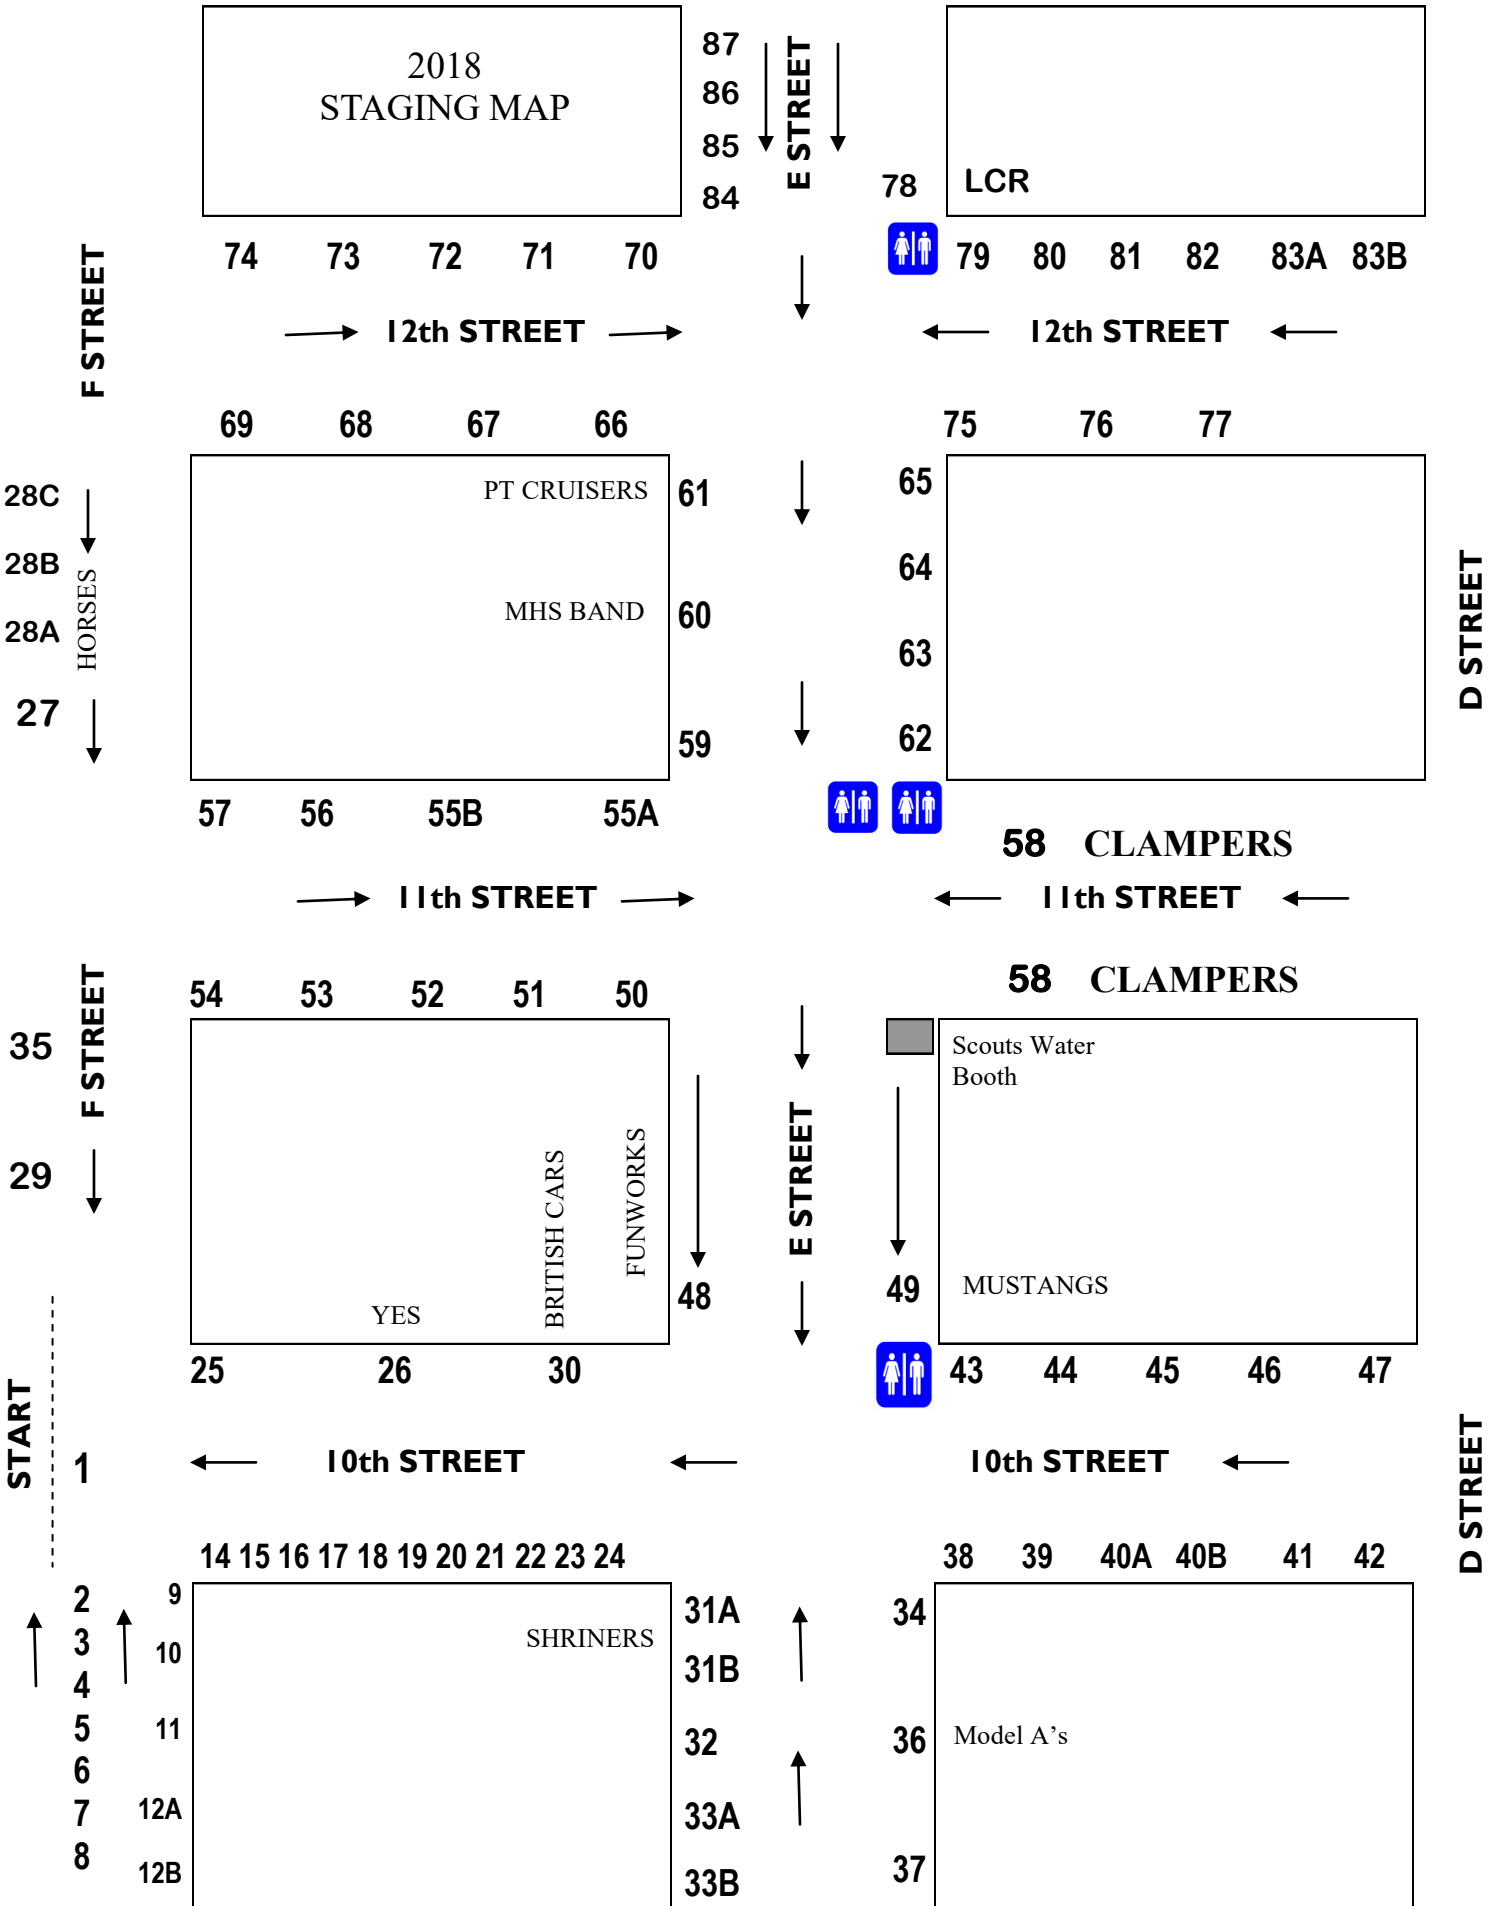 2018
STAGING MAP
87
86
85
84
E STREET
78
LCR
74 73 72 71 70
79 80 81 82 83A 83B
F STREET
12th STREET
12th STREET
69 68 67 66
75 76 77
28C
28B
28A
27
HORSES
PT CRUISERS
61
MHS BAND
60
59
65
64
63
62
D STREET
57 56 55B 55A
58 CLAMPERS
11th STREET
11th STREET
58 CLAMPERS
F STREET
35
29
54 53 52 51 50
Scouts Water
Booth
E STREET
BRITISH CARS
FUNWORKS
YES
48
49
MUSTANGS
25 26 30
43 44 45 46 47
START
1
10th STREET
10th STREET
D STREET
14 15 16 17 18 19 20 21 22 23 24
38 39 40A 40B 41 42
2
3
4
5
6
7
8
9
10
11
12A
12B
SHRINERS
31A
31B
32
33A
33B
34
36
37
Model A’s